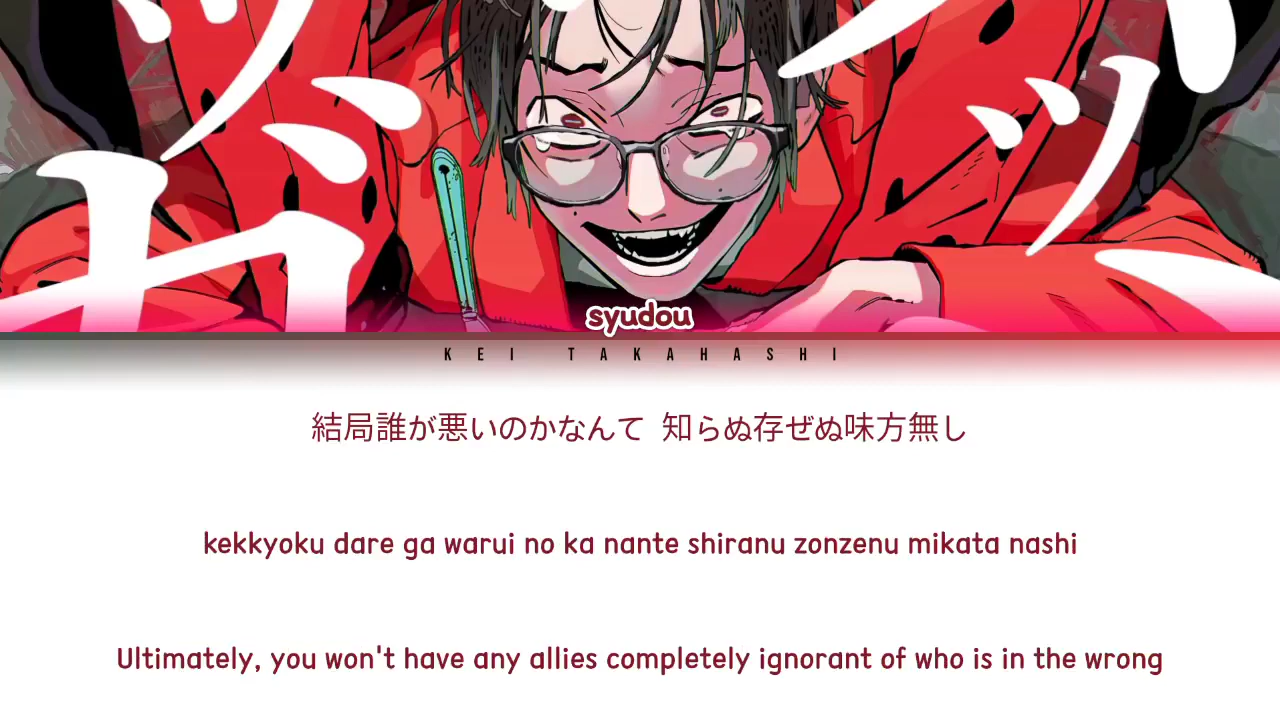 syudou
KEI TAKAHASHI
結局誰が悪いのかなんて 知らぬ存ぜぬ味方無し
kekkyoku dare ga warui no ka nante shiranu zonzenu mikata nashi
Ultimately, you won't have any allies completely ignorant of who is in the wrong